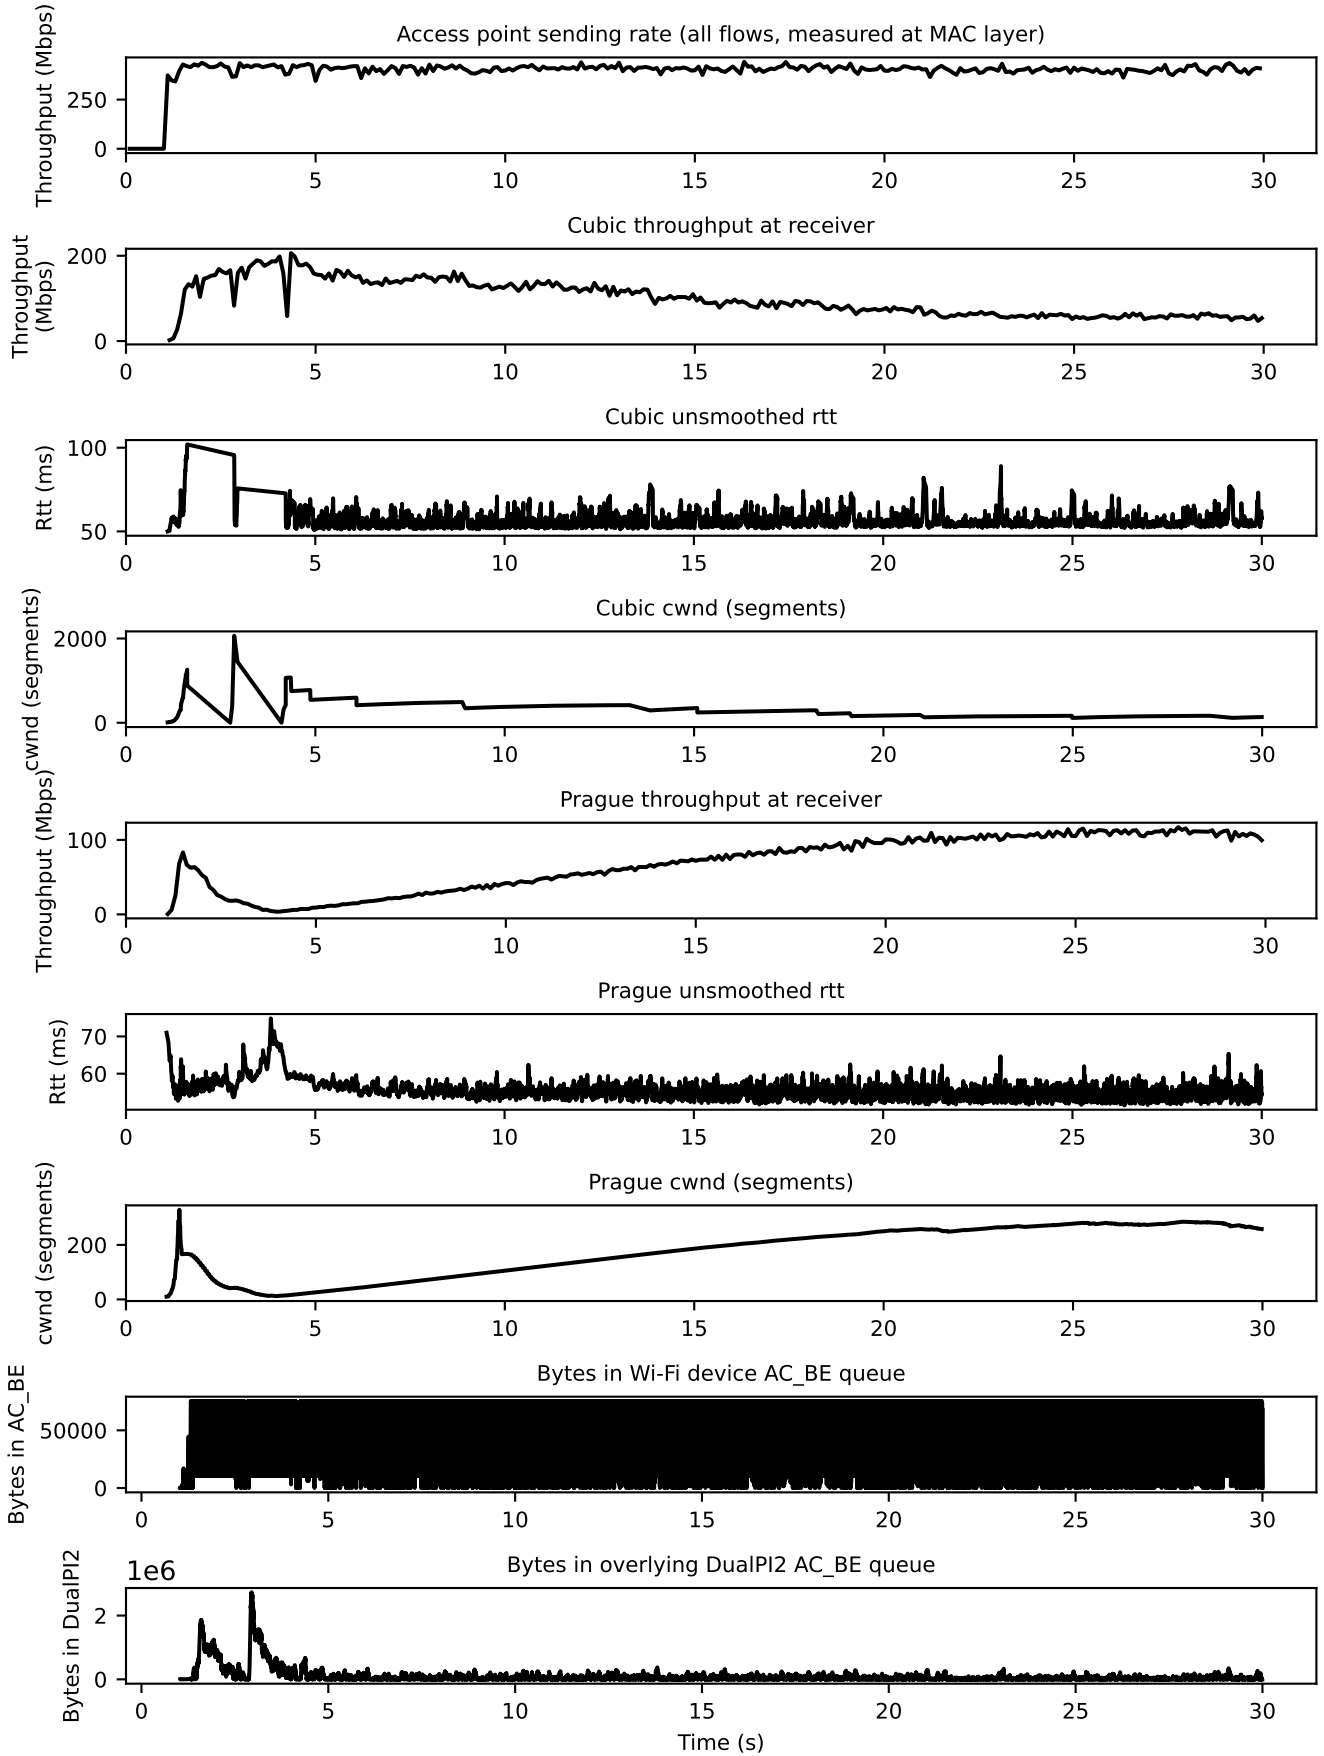 Access point sending rate (all flows, measured at MAC layer)
Throughput (Mbps)
250
0
0 5 10 15 20 25 30
Cubic throughput at receiver
Throughput
(Mbps)
200
0
0 5 10 15 20 25 30
Cubic unsmoothed rtt
Rtt (ms)
100
50
0 5 10 15 20 25 30
Cubic cwnd (segments)
cwnd (segments)
2000
0
0 5 10 15 20 25 30
Prague throughput at receiver
Throughput (Mbps)
100
0
0 5 10 15 20 25 30
Prague unsmoothed rtt
Rtt (ms)
70
60
0 5 10 15 20 25 30
Prague cwnd (segments)
cwnd (segments)
200
0
0 5 10 15 20 25 30
Bytes in Wi-Fi device AC_BE queue
Bytes in AC_BE
50000
0
0 5 10 15 20 25 30
1e6
Bytes in overlying DualPI2 AC_BE queue
Bytes in DualPI2
2
0
0 5 10 15 20 25 30
Time (s)